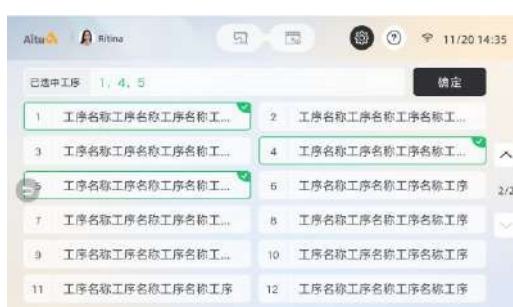 Altu Ritina 11/20 14:35
已选中工序 1, 4, 5 确定
1 工序名称工序名称工序名称工...
2 工序名称工序名称工序名称工...
3 工序名称工序名称工序名称工...
4 工序名称工序名称工序名称工...
5 工序名称工序名称工序名称工...
6 工序名称工序名称工序名称工序
2/2
7 工序名称工序名称工序名称工...
8 工序名称工序名称工序名称工序
9 工序名称工序名称工序名称工...
10 工序名称工序名称工序名称工序
11 工序名称工序名称工序名称工序
12 工序名称工序名称工序名称工序